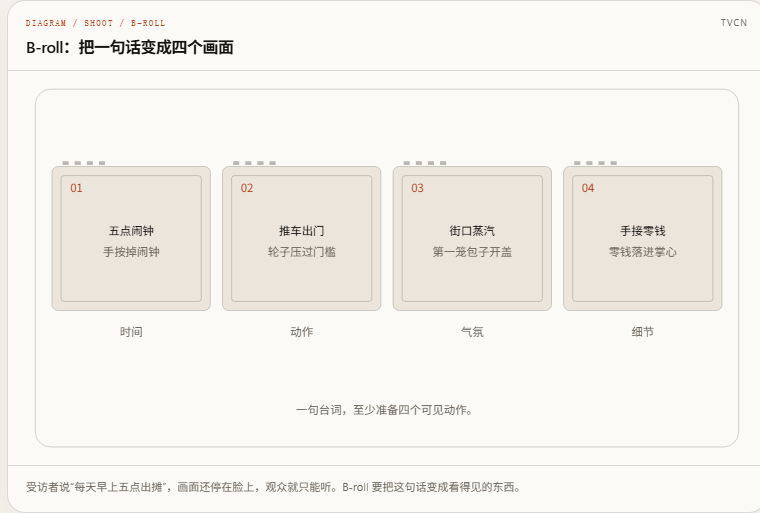 DIAGRAM / SHOOT / B-ROLL
TVCN
B-roll：把一句话变成四个画面
01
五点闹钟
手按掉闹钟
时间
02
推车出门
轮子压过门槛
动作
03
街口蒸汽
第一笼包子开盖
气氛
04
手接零钱
零钱落进掌心
细节
一句台词，至少准备四个可见动作。
受访者说“每天早上五点出摊”，画面还停在脸上，观众就只能听。B-roll 要把这句话变成看得见的东西。